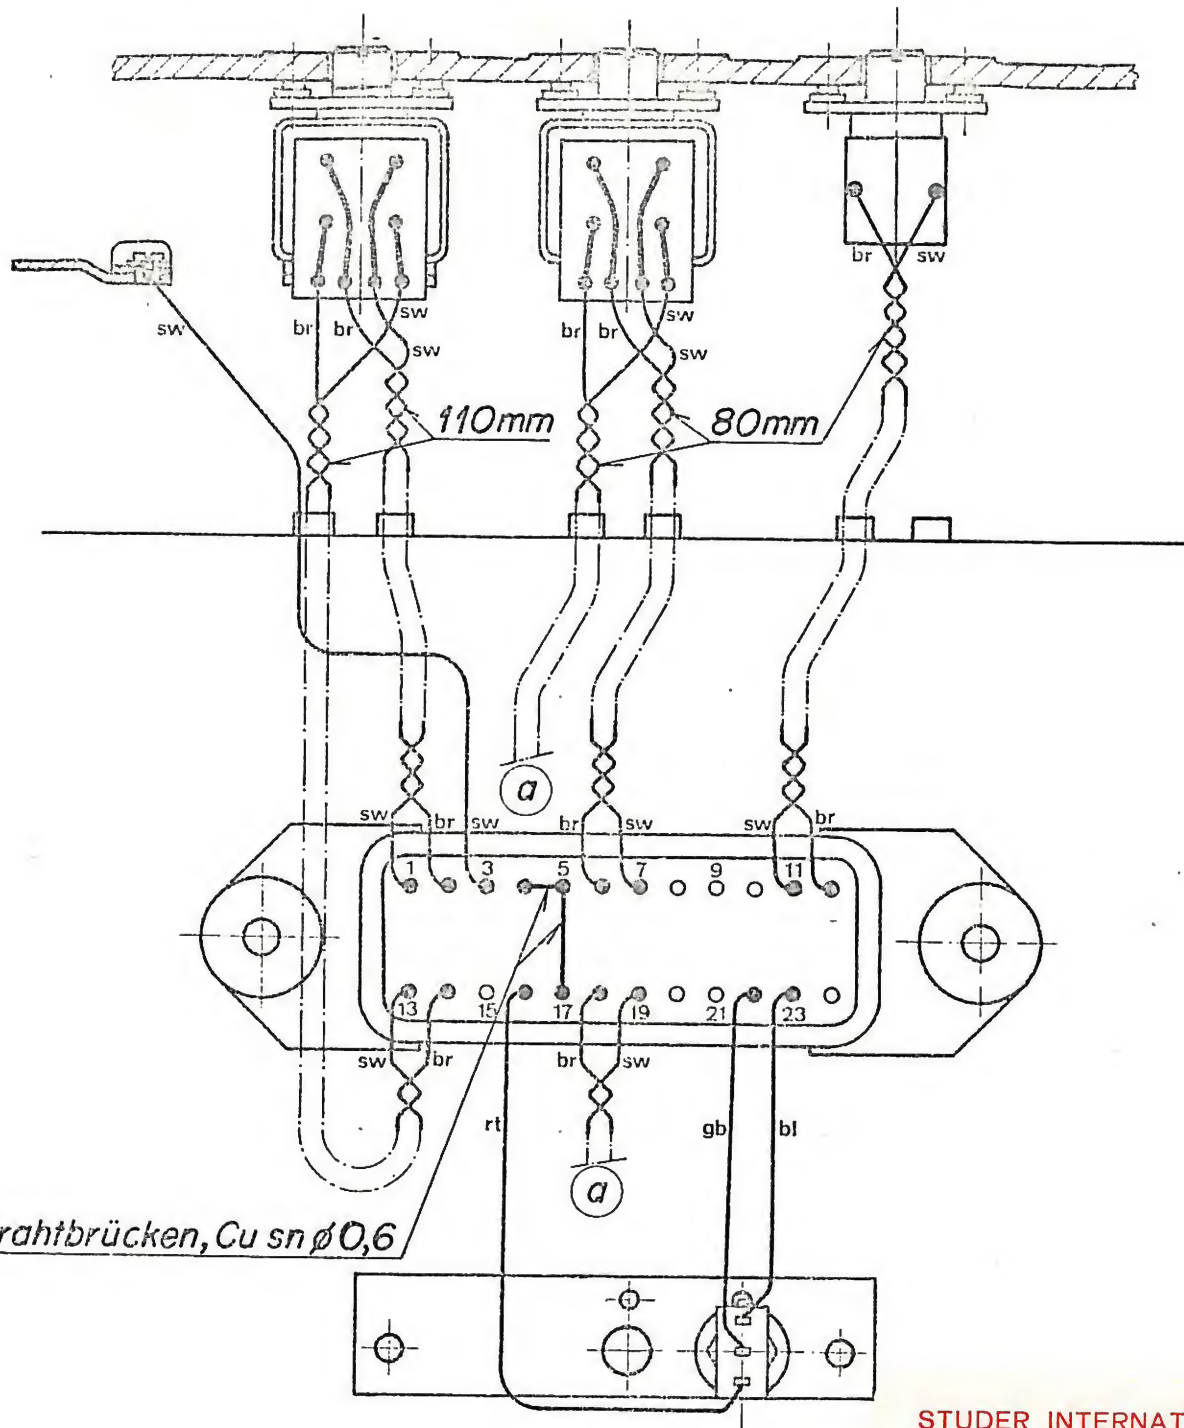 sw
br br
sw
sw
br br
sw
sw
br sw
110mm
80mm
a
sw br sw br sw sw br
1 3 5 7 9 11
13 15 17 19 21 23
sw br br sw
rt gb bl
a
rahtbrücken, Cu sn ø 0,6
STUDER INTERNAT